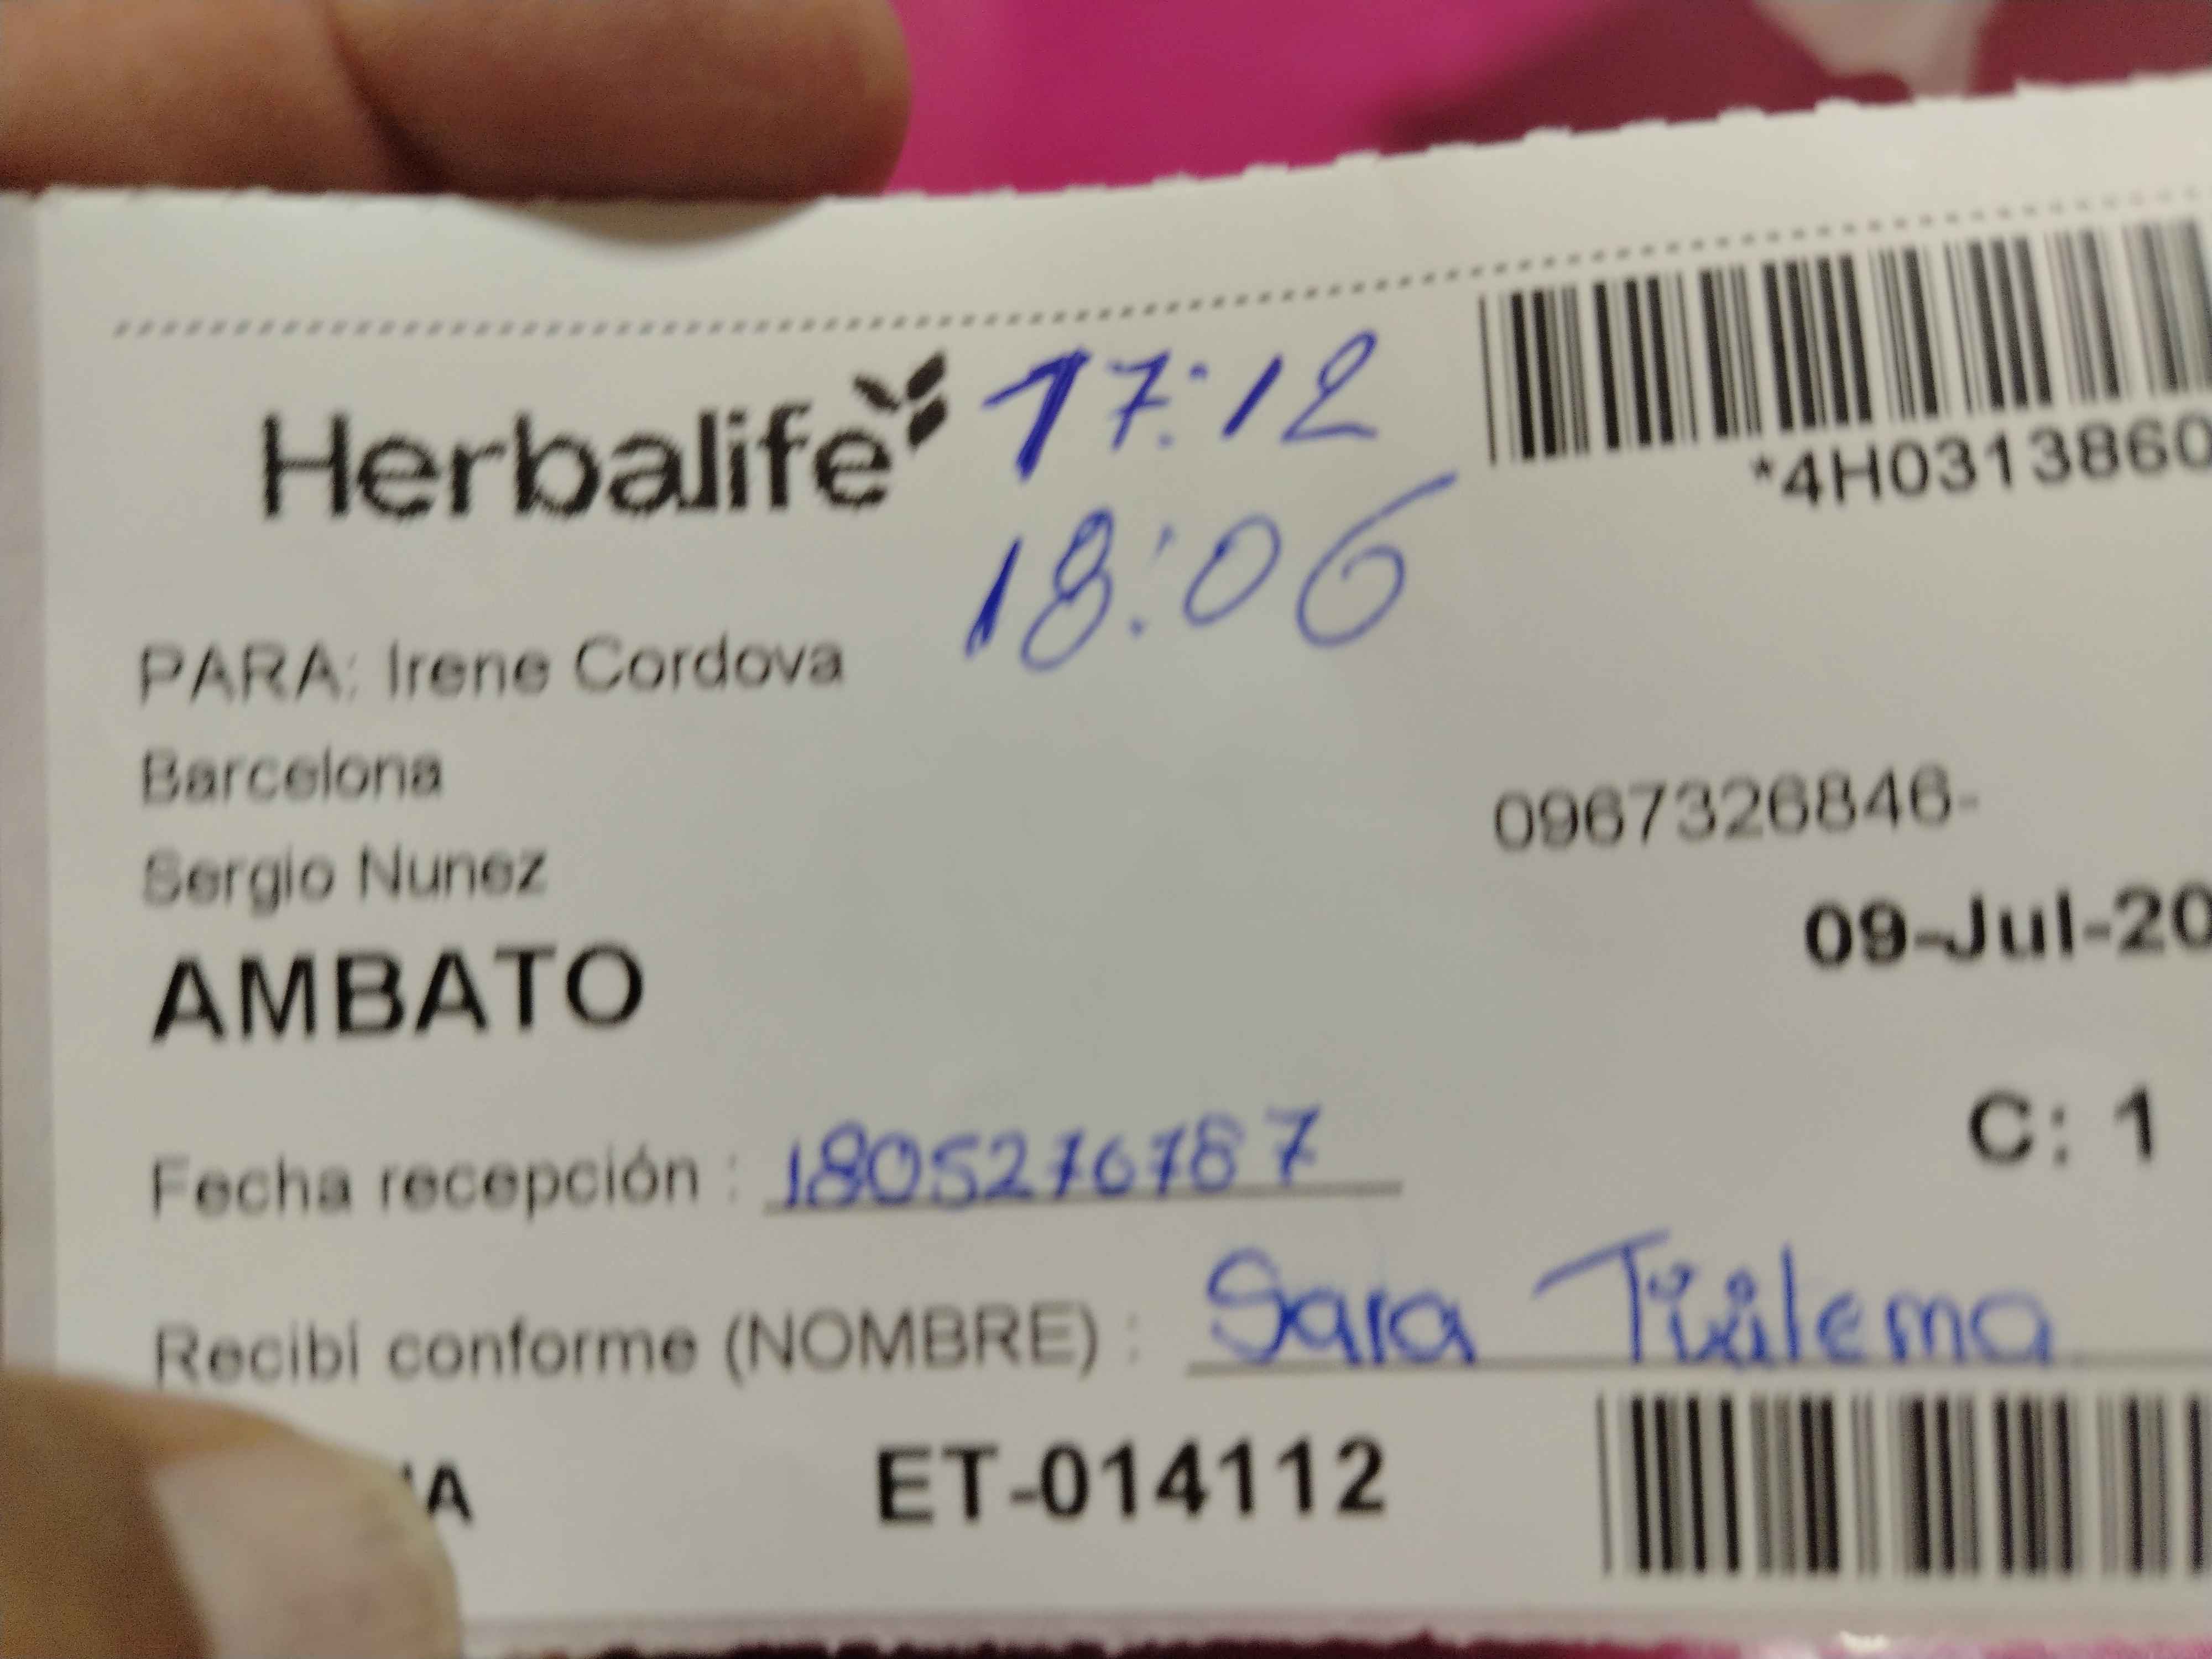 Herbalife 17:12
*4H0313860
18:06
PARA: Irene Cordova
Barcelona
0967326846-
Sergio Nunez
09-Jul-20
AMBATO
C: 1
Fecha recepción : 1805276787
Recibí conforme (NOMBRE) : Sara
ET-014112